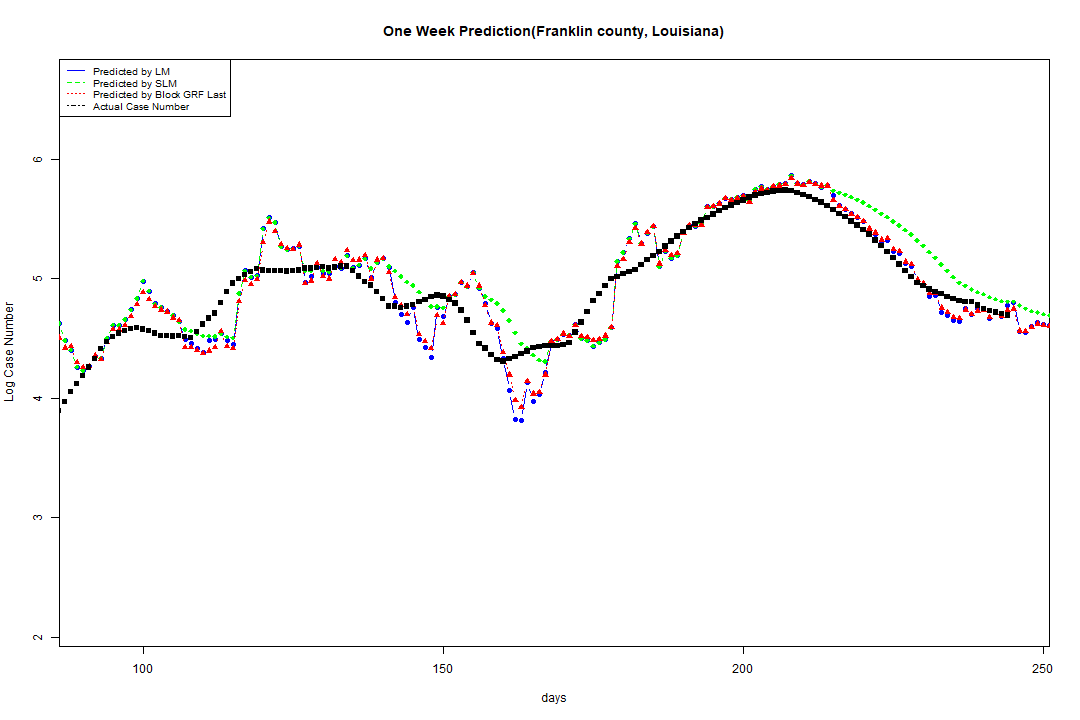 One Week Prediction(Franklin county, Louisiana)
Predicted by LM
Predicted by SLM
Predicted by Block GRF Last
Actual Case Number
6
5
4
3
2
Log Case Number
100 150 200 250
days